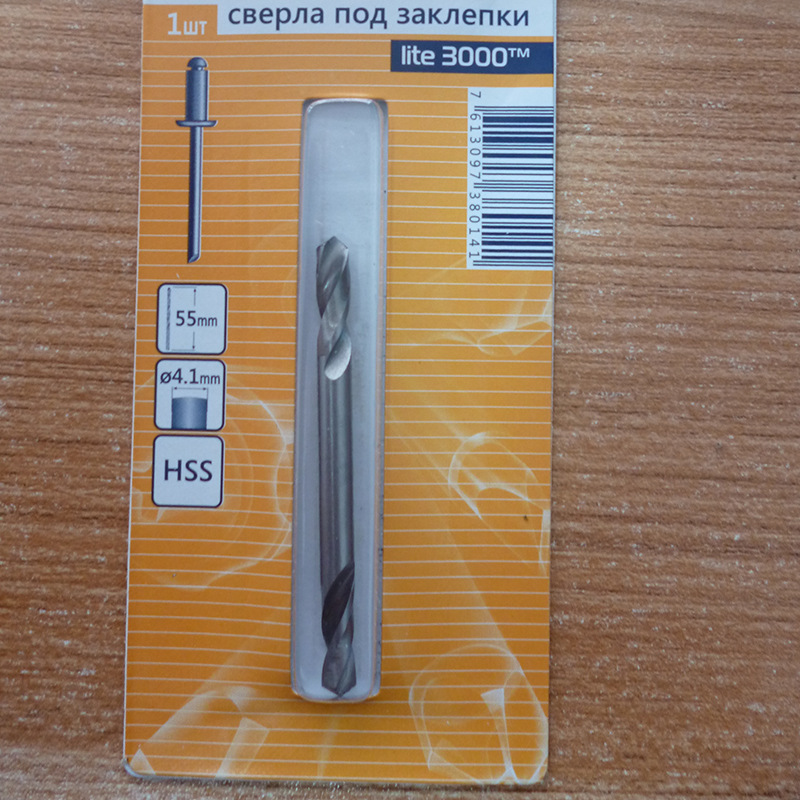 1шт
сверла под заклепки
lite 3000™
7 613097 380141
55mm
ø4.1mm
HSS